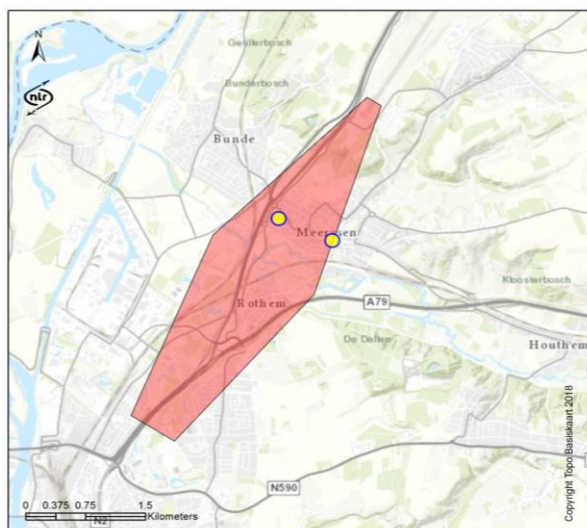 N
nlr
Geullerbosch
Bunderbosch
Bunde
Meerssen
Kloosterbosch
Rothem
A79
De Dellen
Houthem
N590
0 0.375 0.75 1.5
Kilometers
N2
Copyright Topo Basiskaart 2018